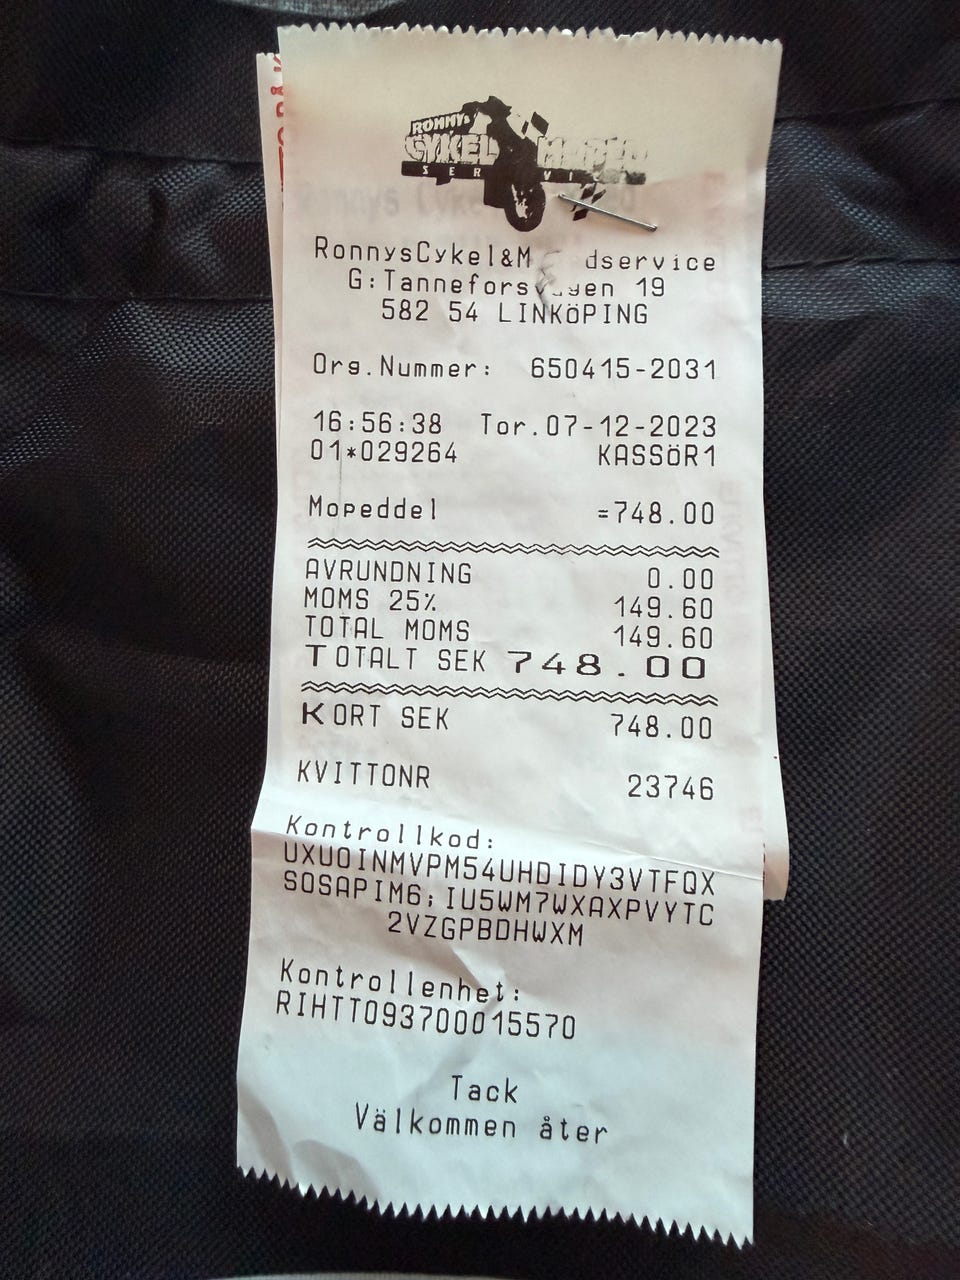 RONNYs
CYKEL MOPED
SERVI
RonnysCykel&M dservice
G:Tanneforsvägen 19
582 54 LINKÖPING
Org.Nummer: 650415-2031
16:56:38 Tor.07-12-2023
01*029264 KASSÖR1
Mopeddel =748.00
AVRUNDNING 0.00
MOMS 25% 149.60
TOTAL MOMS 149.60
TOTALT SEK 748.00
KORT SEK 748.00
KVITTONR 23746
Kontrollkod:
UXUOINMVPM54UHDIDY3VTFQX
SOSAPIM6;IU5WM7WXAXPVYTC
2VZGPBDHWXM
Kontrollenhet:
RIHTT093700015570
Tack
Välkommen åter